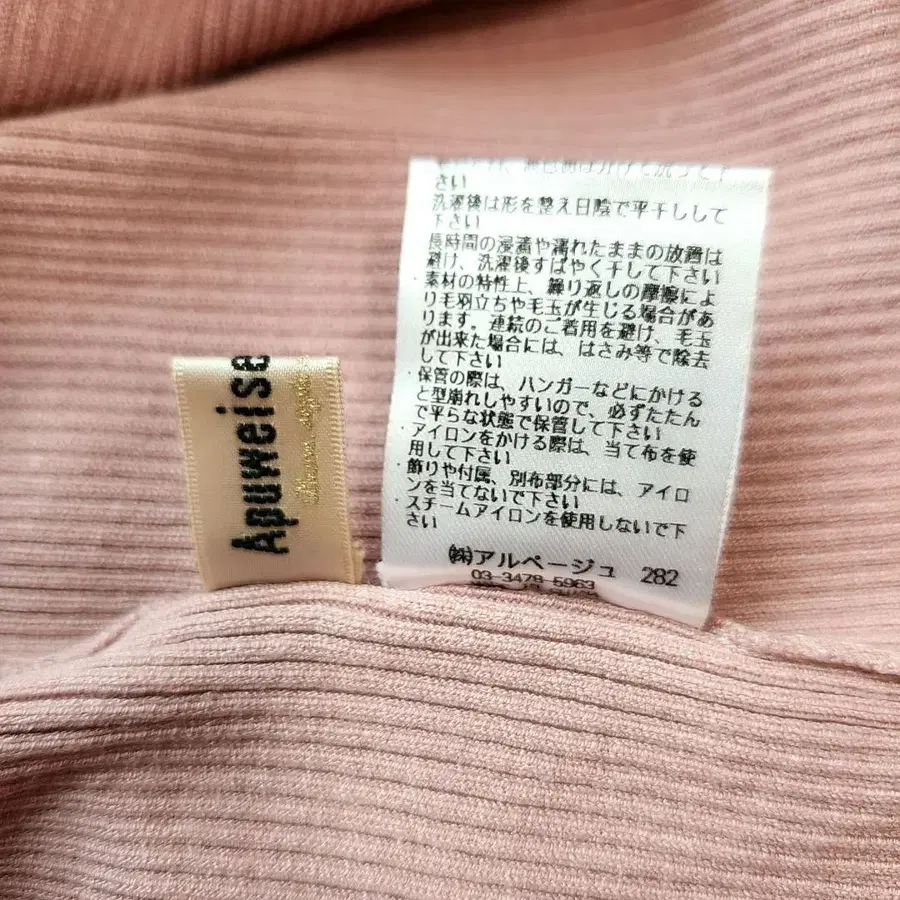 Apuweise
さい
洗濯後は形を整え日陰で平干しして
下さい
長時間の浸漬や濡れたままの放置は
避け、洗濯後すばやく干して下さい
・素材の特性上、繰り返しの摩擦によ
り毛羽立ちや毛玉が生じる場合があ
ります。連続のご着用を避け、毛玉
が出来た場合には、はさみ等で除去
して下さい
・保管の際は、ハンガーなどにかける
と型崩れしやすいので、必ずたたん
で平らな状態で保管して下さい
・アイロンをかける際は、当て布を使
用して下さい
・飾りや付属、別布部分には、アイロ
ンを当てないで下さい
・スチームアイロンを使用しないで下
さい
㈱アルページュ 282
03-3478-5963